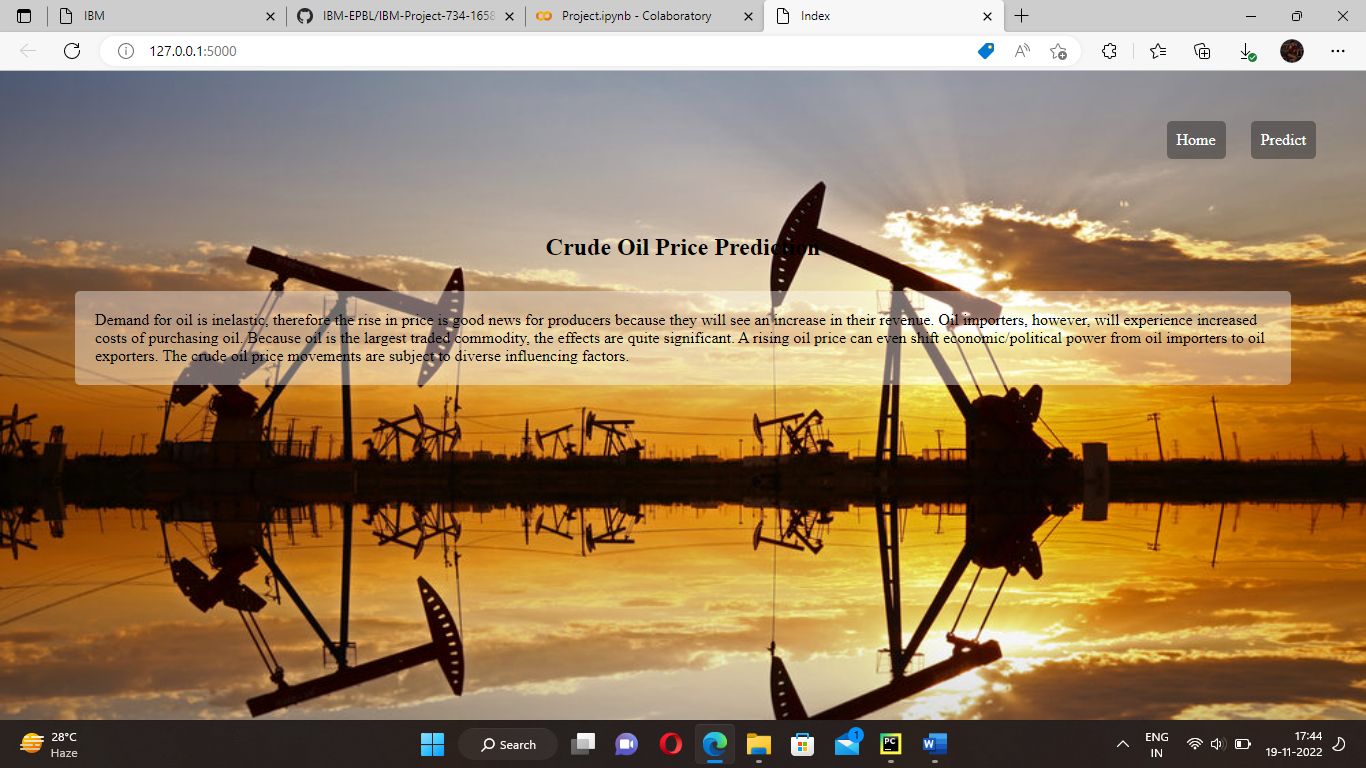 IBM
IBM-EPBL/IBM-Project-734-1658
Project.ipynb - Colaboratory
Index
127.0.0.1:5000
Home
Predict
Crude Oil Price Prediction
Demand for oil is inelastic, therefore the rise in price is good news for producers because they will see an increase in their revenue. Oil importers, however, will experience increased
costs of purchasing oil. Because oil is the largest traded commodity, the effects are quite significant. A rising oil price can even shift economic/political power from oil importers to oil
exporters. The crude oil price movements are subject to diverse influencing factors.
28°C
Haze
Search
1
PC
W
ENG
IN
17:44
19-11-2022